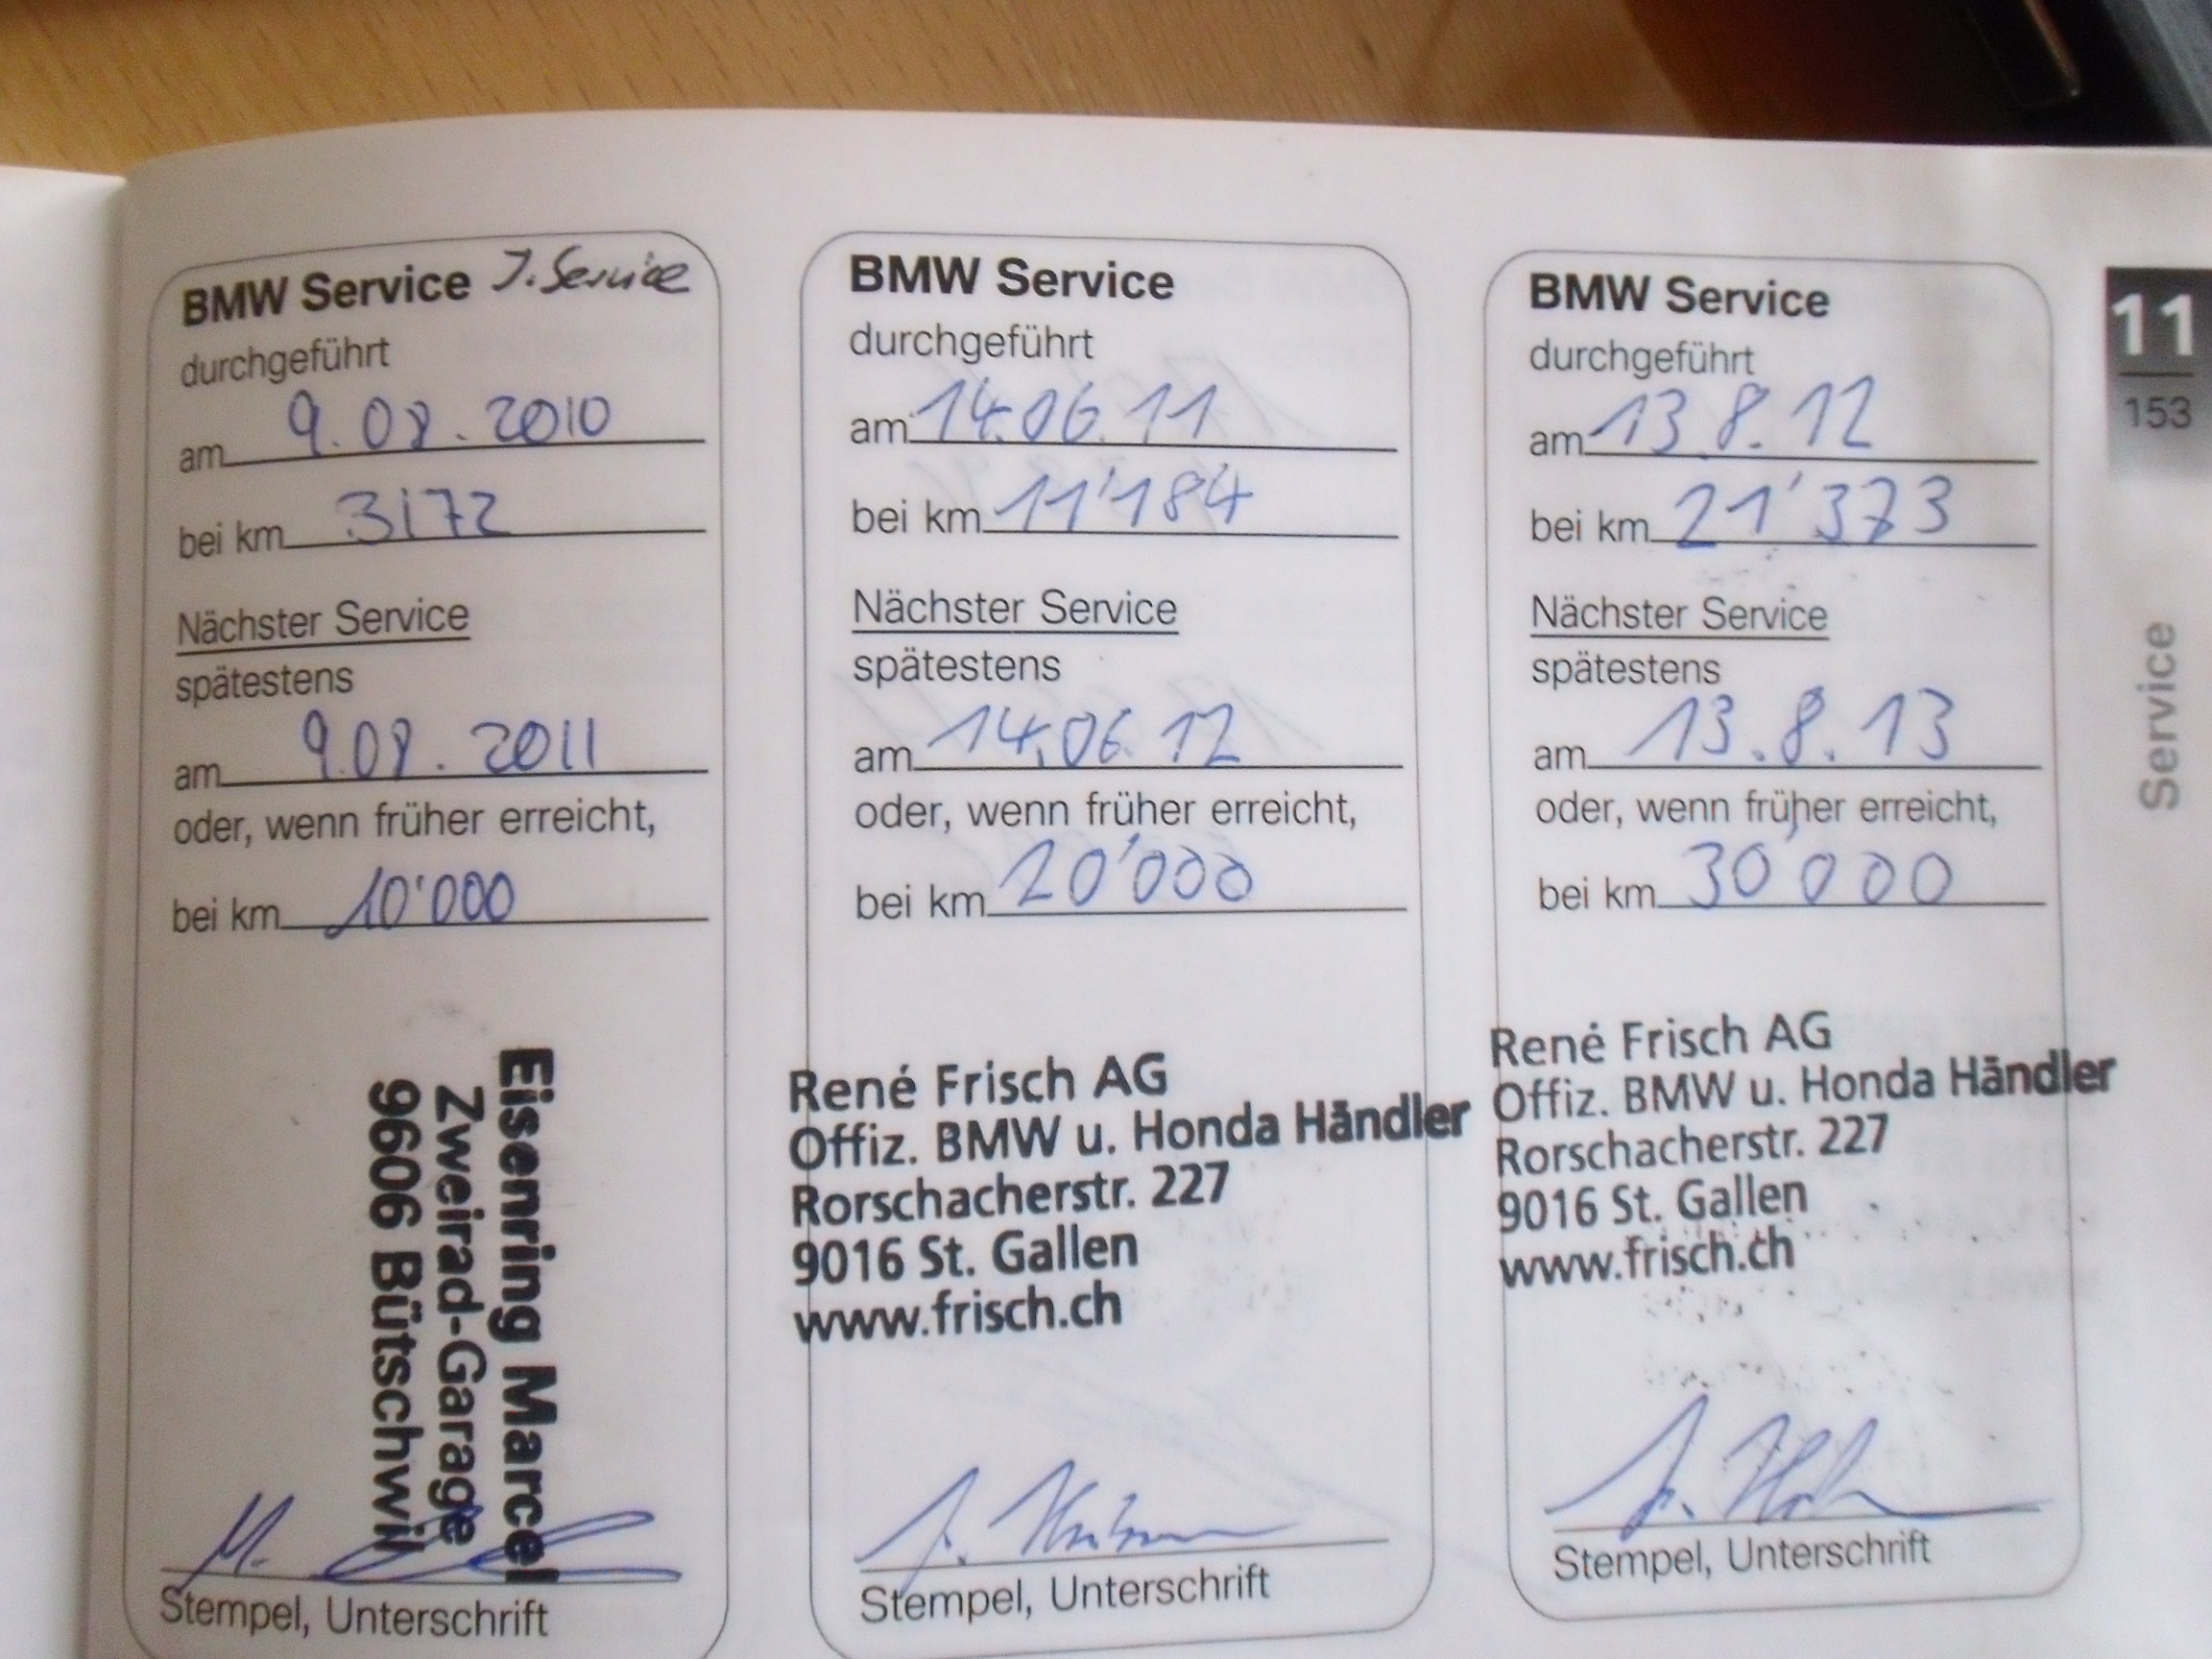 BMW Service J. Service
durchgeführt
am 9.08.2010
bei km 3172
Nächster Service
spätestens
am 9.08.2011
oder, wenn früher erreicht,
bei km 10'000
Eisenring Marcel
Zweirad-Garage
9606 Bütschwil
Stempel, Unterschrift
BMW Service
durchgeführt
am 14.06.11
bei km 11'184
Nächster Service
spätestens
am 14.06.12
oder, wenn früher erreicht,
bei km 20'000
René Frisch AG
Offiz. BMW u. Honda Händler
Rorschacherstr. 227
9016 St. Gallen
www.frisch.ch
Stempel, Unterschrift
BMW Service
durchgeführt
am 13.8.12
bei km 21'373
Nächster Service
spätestens
am 13.8.13
oder, wenn früher erreicht,
bei km 30'000
René Frisch AG
Offiz. BMW u. Honda Händler
Rorschacherstr. 227
9016 St. Gallen
www.frisch.ch
Stempel, Unterschrift
11
153
Service